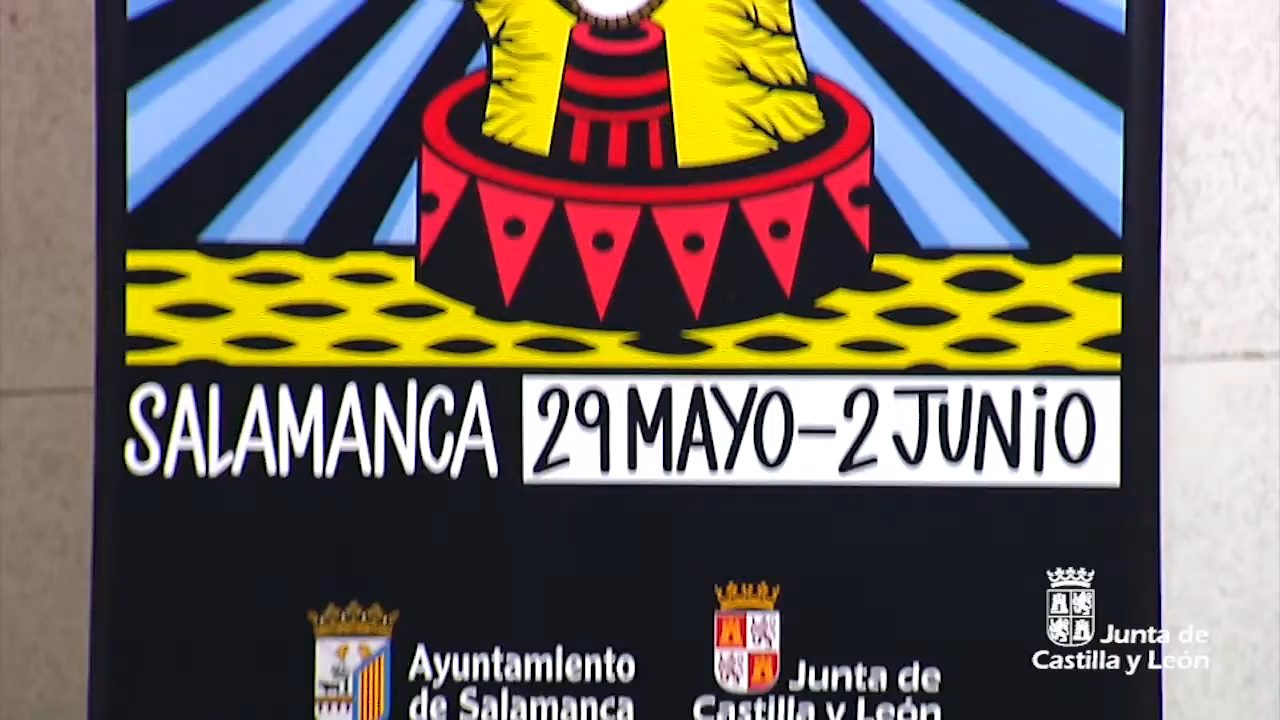 SALAMANCA 29 MAYO-2 JUNiO
Ayuntamiento
de Salamanca
Junta de
Castilla y León
Junta de
Castilla y León